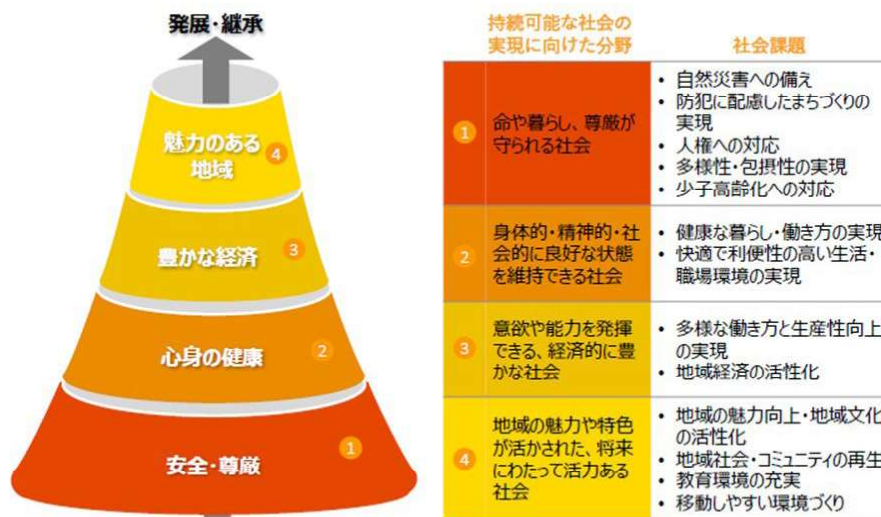 発展・継承
魅力のある
地域
4
豊かな経済
3
心身の健康
2
安全・尊厳
1
持続可能な社会の
実現に向けた分野
社会課題
1
命や暮らし、尊厳が
守られる社会
• 自然災害への備え
• 防犯に配慮したまちづくりの
実現
• 人権への対応
• 多様性・包摂性の実現
• 少子高齢化への対応
2
身体的・精神的・社
会的に良好な状態
を維持できる社会
• 健康な暮らし・働き方の実現
• 快適で利便性の高い生活・
職場環境の実現
3
意欲や能力を発揮
できる、経済的に豊
かな社会
• 多様な働き方と生産性向上
の実現
• 地域経済の活性化
4
地域の魅力や特色
が活かされた、将来
にわたって活力ある
社会
• 地域の魅力向上・地域文化
の活性化
• 地域社会・コミュニティの再生
• 教育環境の充実
• 移動しやすい環境づくり